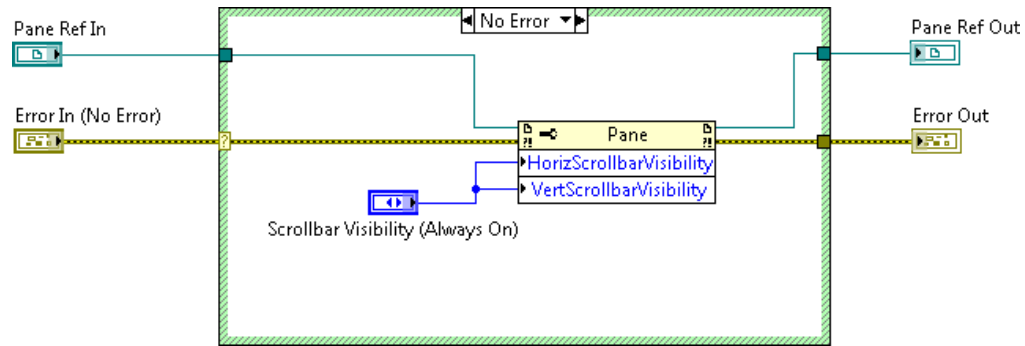 No Error
Pane Ref In
Pane Ref Out
Error In (No Error)
Error Out
?
?! Pane ?!
HorizScrollbarVisibility
VertScrollbarVisibility
Scrollbar Visibility (Always On)